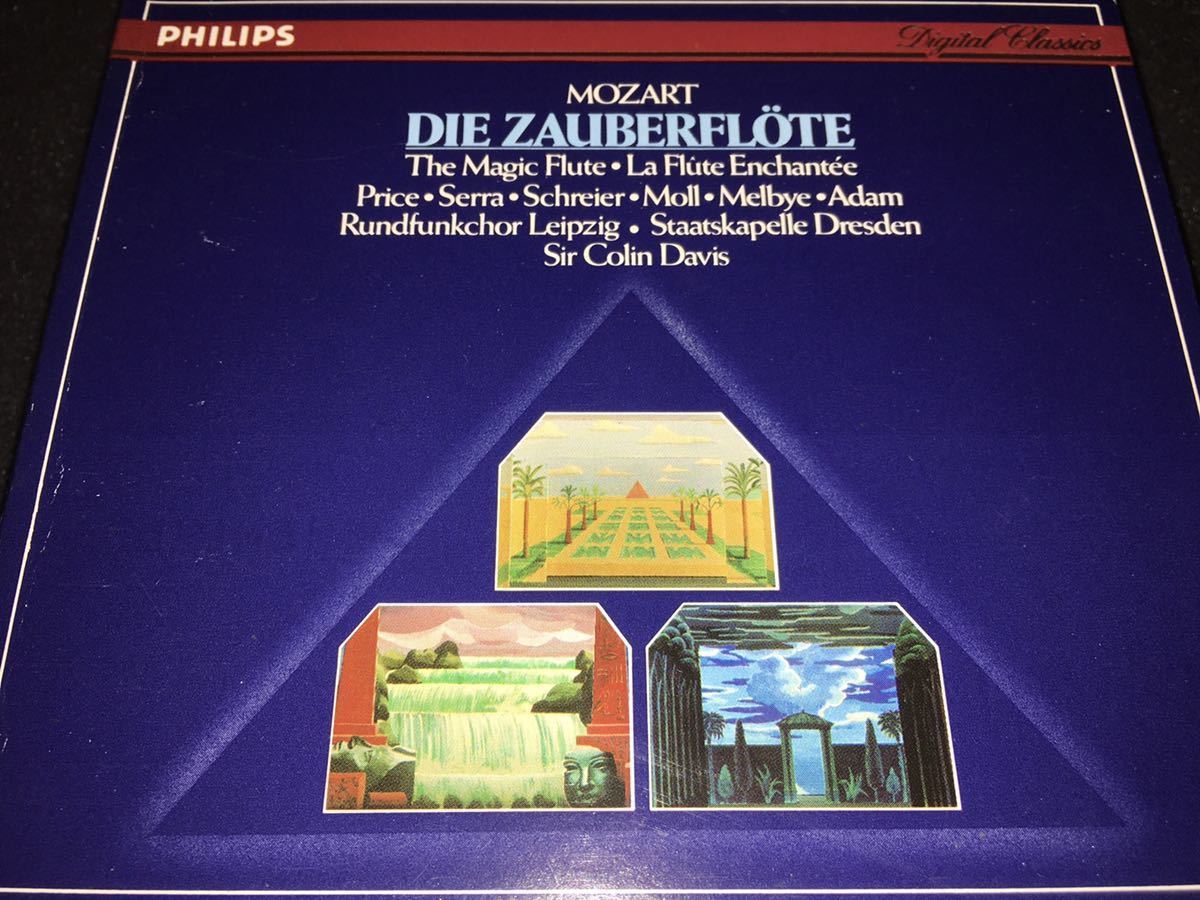 PHILIPS Digital Classics
MOZART
DIE ZAUBERFLÖTE
The Magic Flute • La Flûte Enchantée
Price • Serra • Schreier • Moll • Melbye • Adam
Rundfunkchor Leipzig • Staatskapelle Dresden
Sir Colin Davis